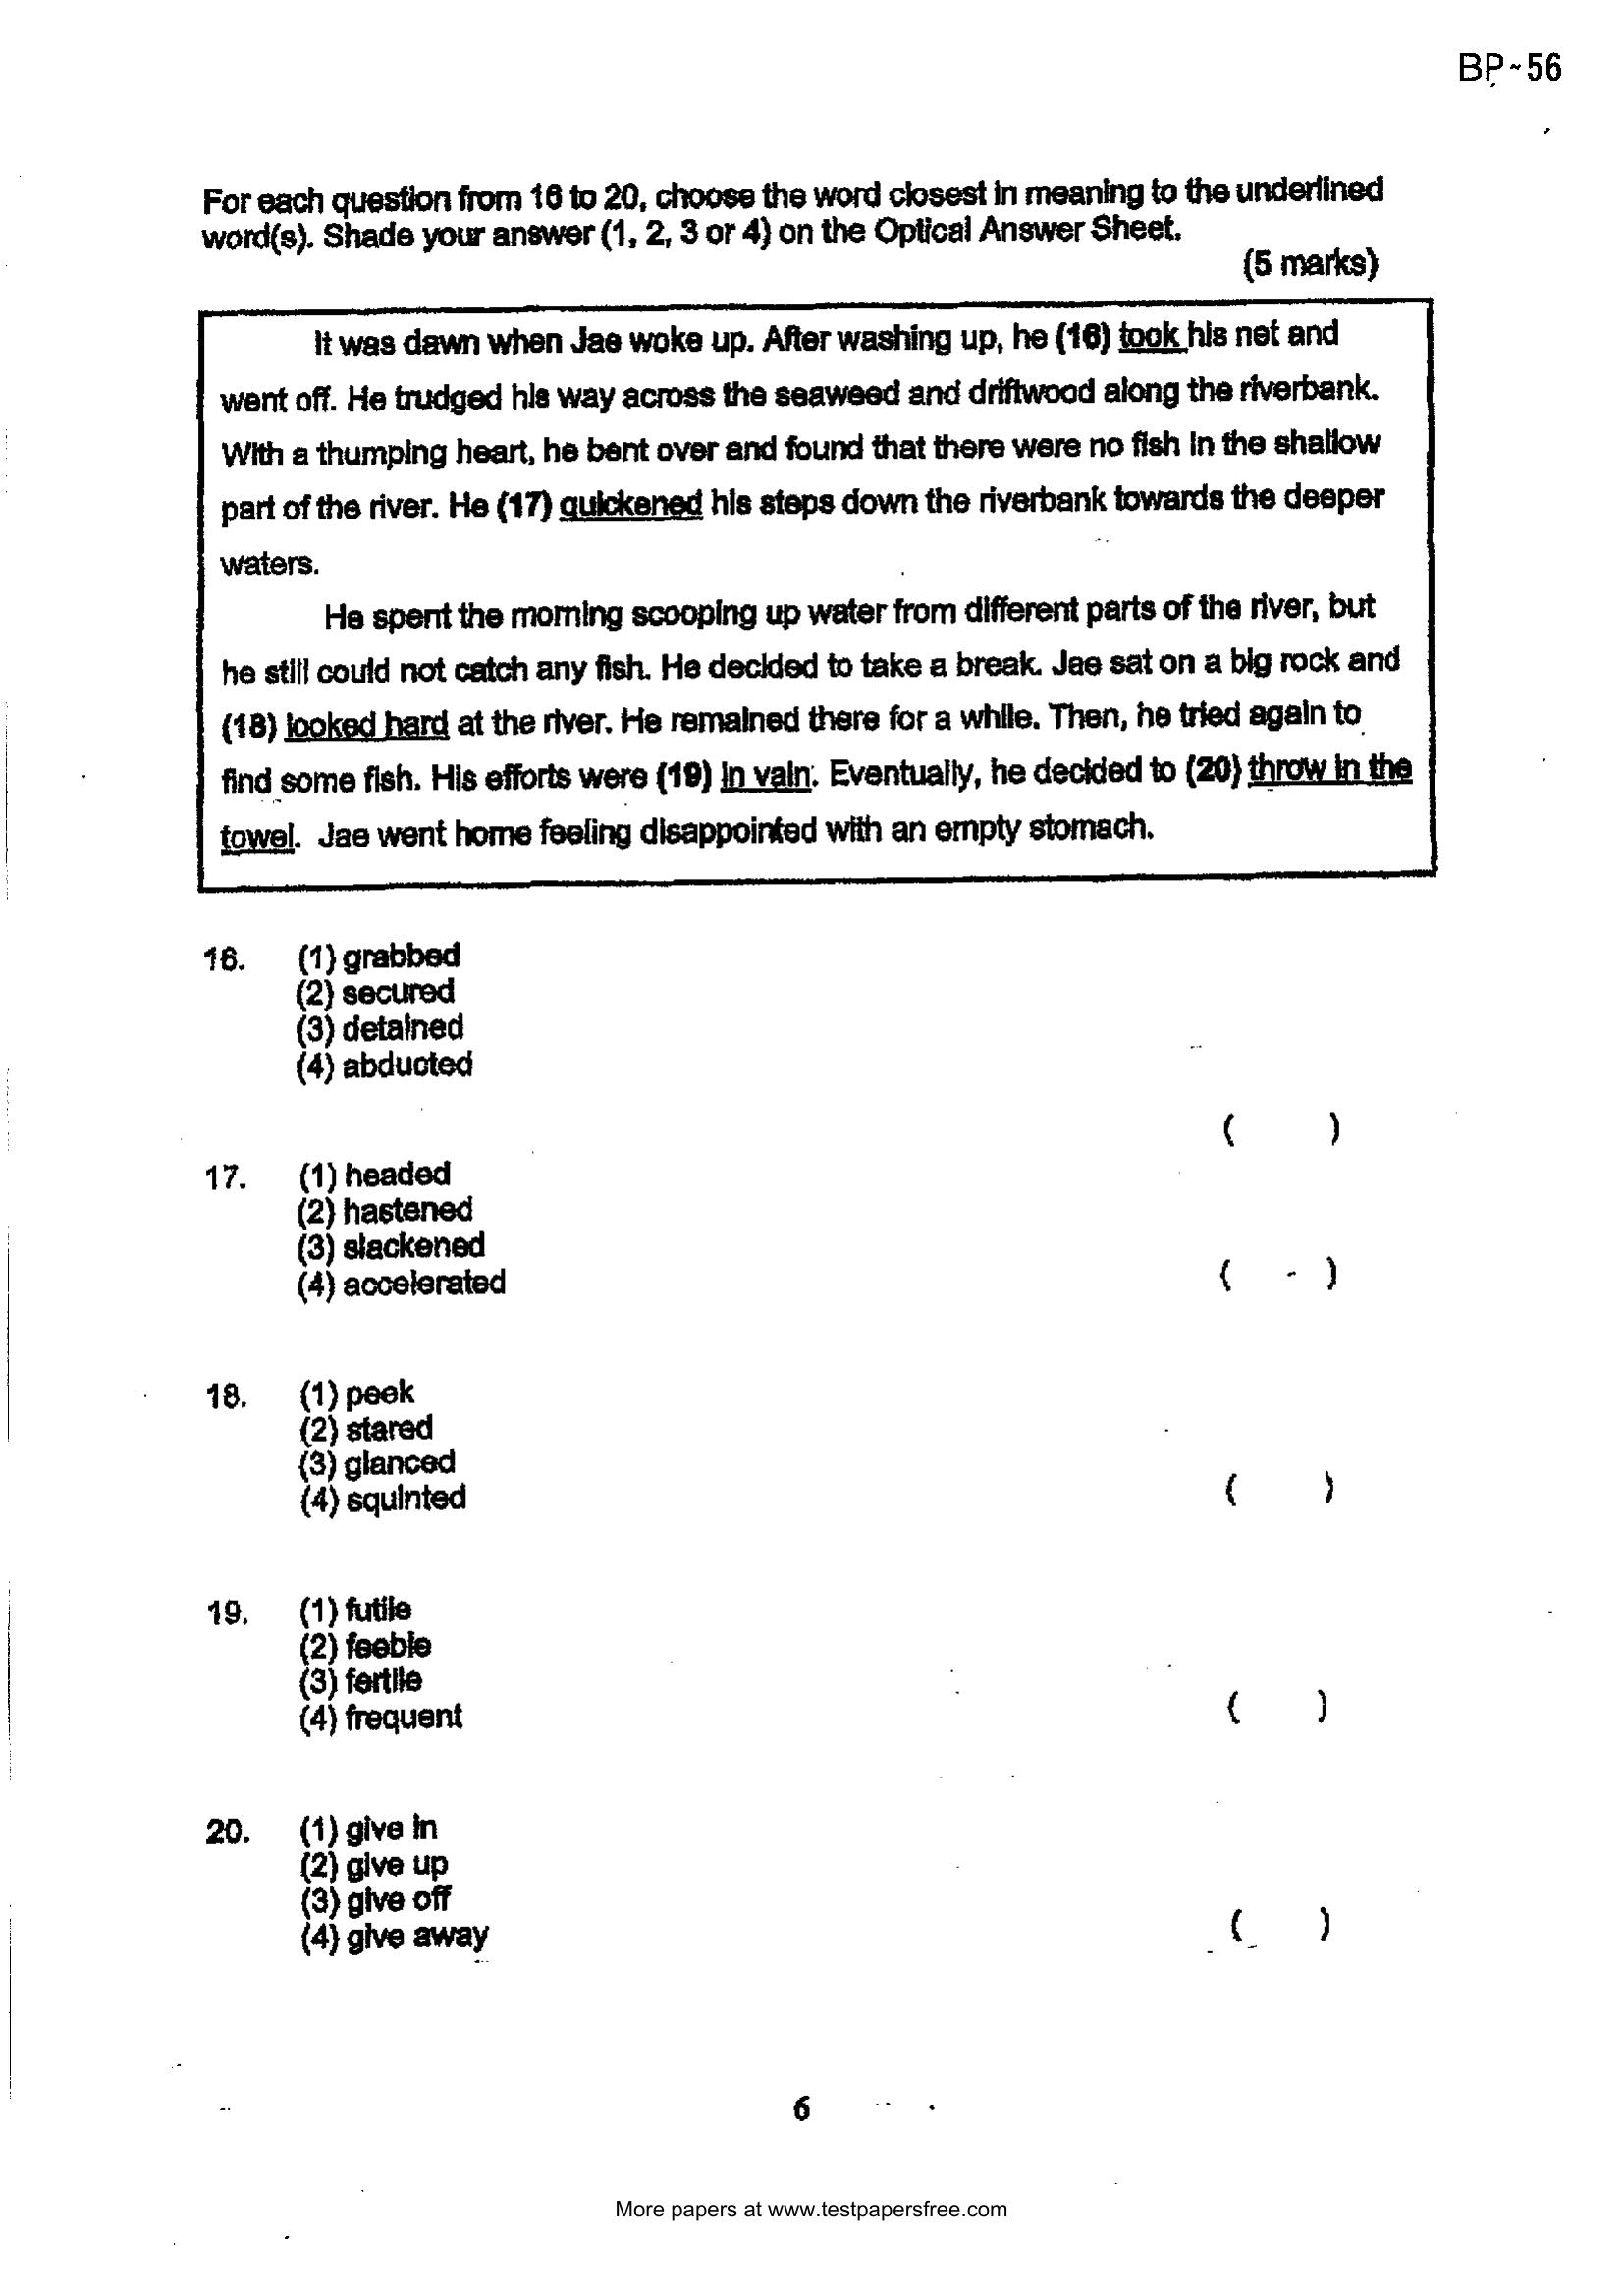 BP-56
For each question from 16 to 20, choose the word closest in meaning to the underlined
word(s). Shade your answer (1, 2, 3 or 4) on the Optical Answer Sheet.
(5 marks)
It was dawn when Jae woke up. After washing up, he (16) took his net and
went off. He trudged his way across the seaweed and driftwood along the riverbank.
With a thumping heart, he bent over and found that there were no fish in the shallow
part of the river. He (17) quickened his steps down the riverbank towards the deeper
waters.
He spent the morning scooping up water from different parts of the river, but
he still could not catch any fish. He decided to take a break. Jae sat on a big rock and
(18) looked hard at the river. He remained there for a while. Then, he tried again to
find some fish. His efforts were (19) in vain. Eventually, he decided to (20) throw in the
towel. Jae went home feeling disappointed with an empty stomach.
16. (1) grabbed
(2) secured
(3) detained
(4) abducted
( )
17. (1) headed
(2) hastened
(3) slackened
(4) accelerated
( )
18. (1) peek
(2) stared
(3) glanced
(4) squinted
( )
19. (1) futile
(2) feeble
(3) fertile
(4) frequent
( )
20. (1) give in
(2) give up
(3) give off
(4) give away
( )
6
More papers at www.testpapersfree.com